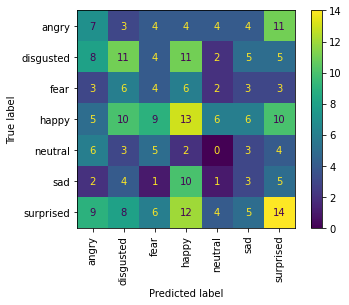 angry 7 3 4 4 4 4 11
disgusted 8 11 4 11 2 5 5
fear 3 6 4 6 2 3 3
happy 5 10 9 13 6 6 10
neutral 6 3 5 2 0 3 4
sad 2 4 1 10 1 3 5
surprised 9 8 6 12 4 5 14
True label
angry disgusted fear happy neutral sad surprised
Predicted label
14
12
10
8
6
4
2
0